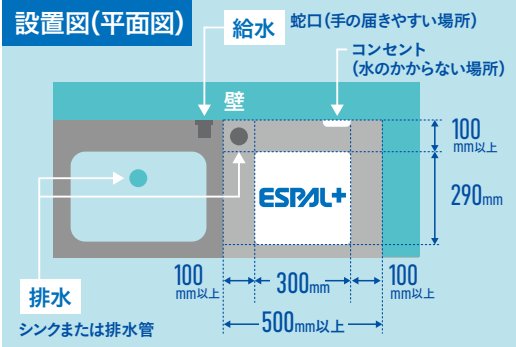 設置図(平面図)
給水
蛇口(手の届きやすい場所)
コンセント
(水のかからない場所)
壁
100
mm以上
290mm
ESPAL+
排水
シンクまたは排水管
100
mm以上
300mm
100
mm以上
500mm以上